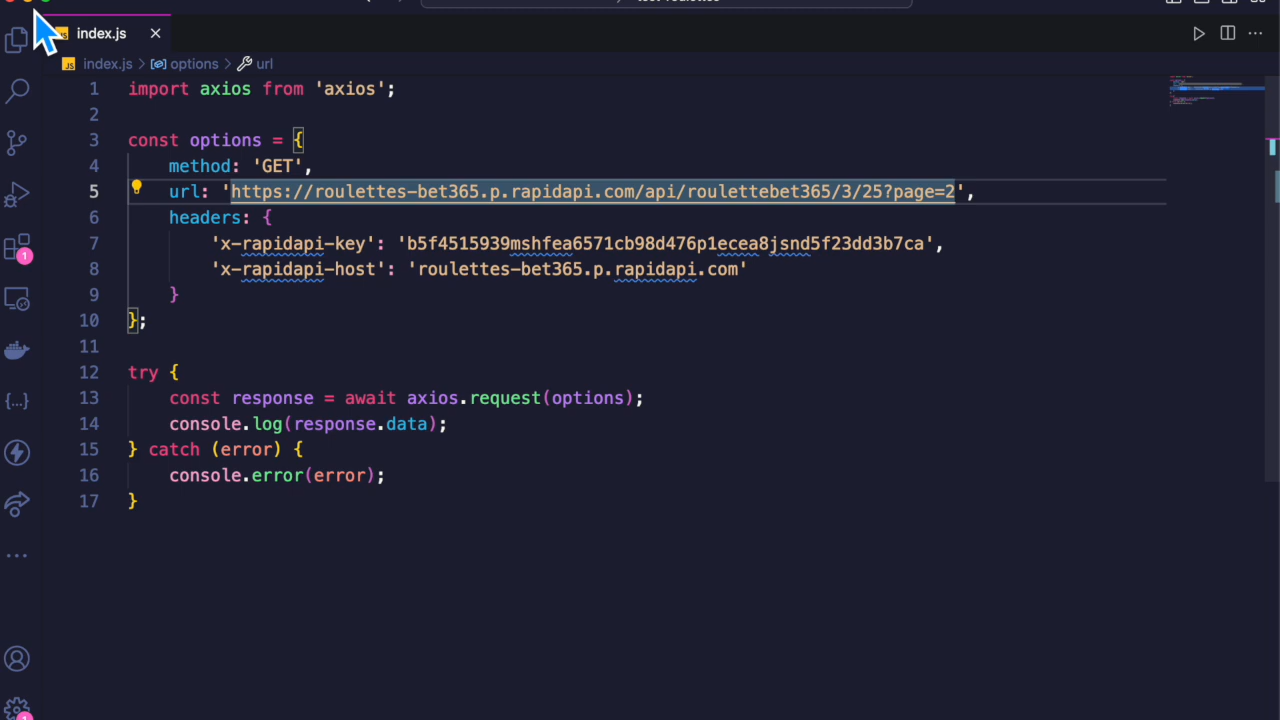 index.js
index.js > options > url
1 import axios from 'axios';
2
3 const options = {
4 method: 'GET',
5 url: 'https://roulettes-bet365.p.rapidapi.com/api/roulettebet365/3/25?page=2',
6 headers: {
7 'x-rapidapi-key': 'b5f4515939mshfea6571cb98d476p1ecea8jsnd5f23dd3b7ca',
8 'x-rapidapi-host': 'roulettes-bet365.p.rapidapi.com'
9 }
10 };
11
12 try {
13 const response = await axios.request(options);
14 console.log(response.data);
15 } catch (error) {
16 console.error(error);
17 }